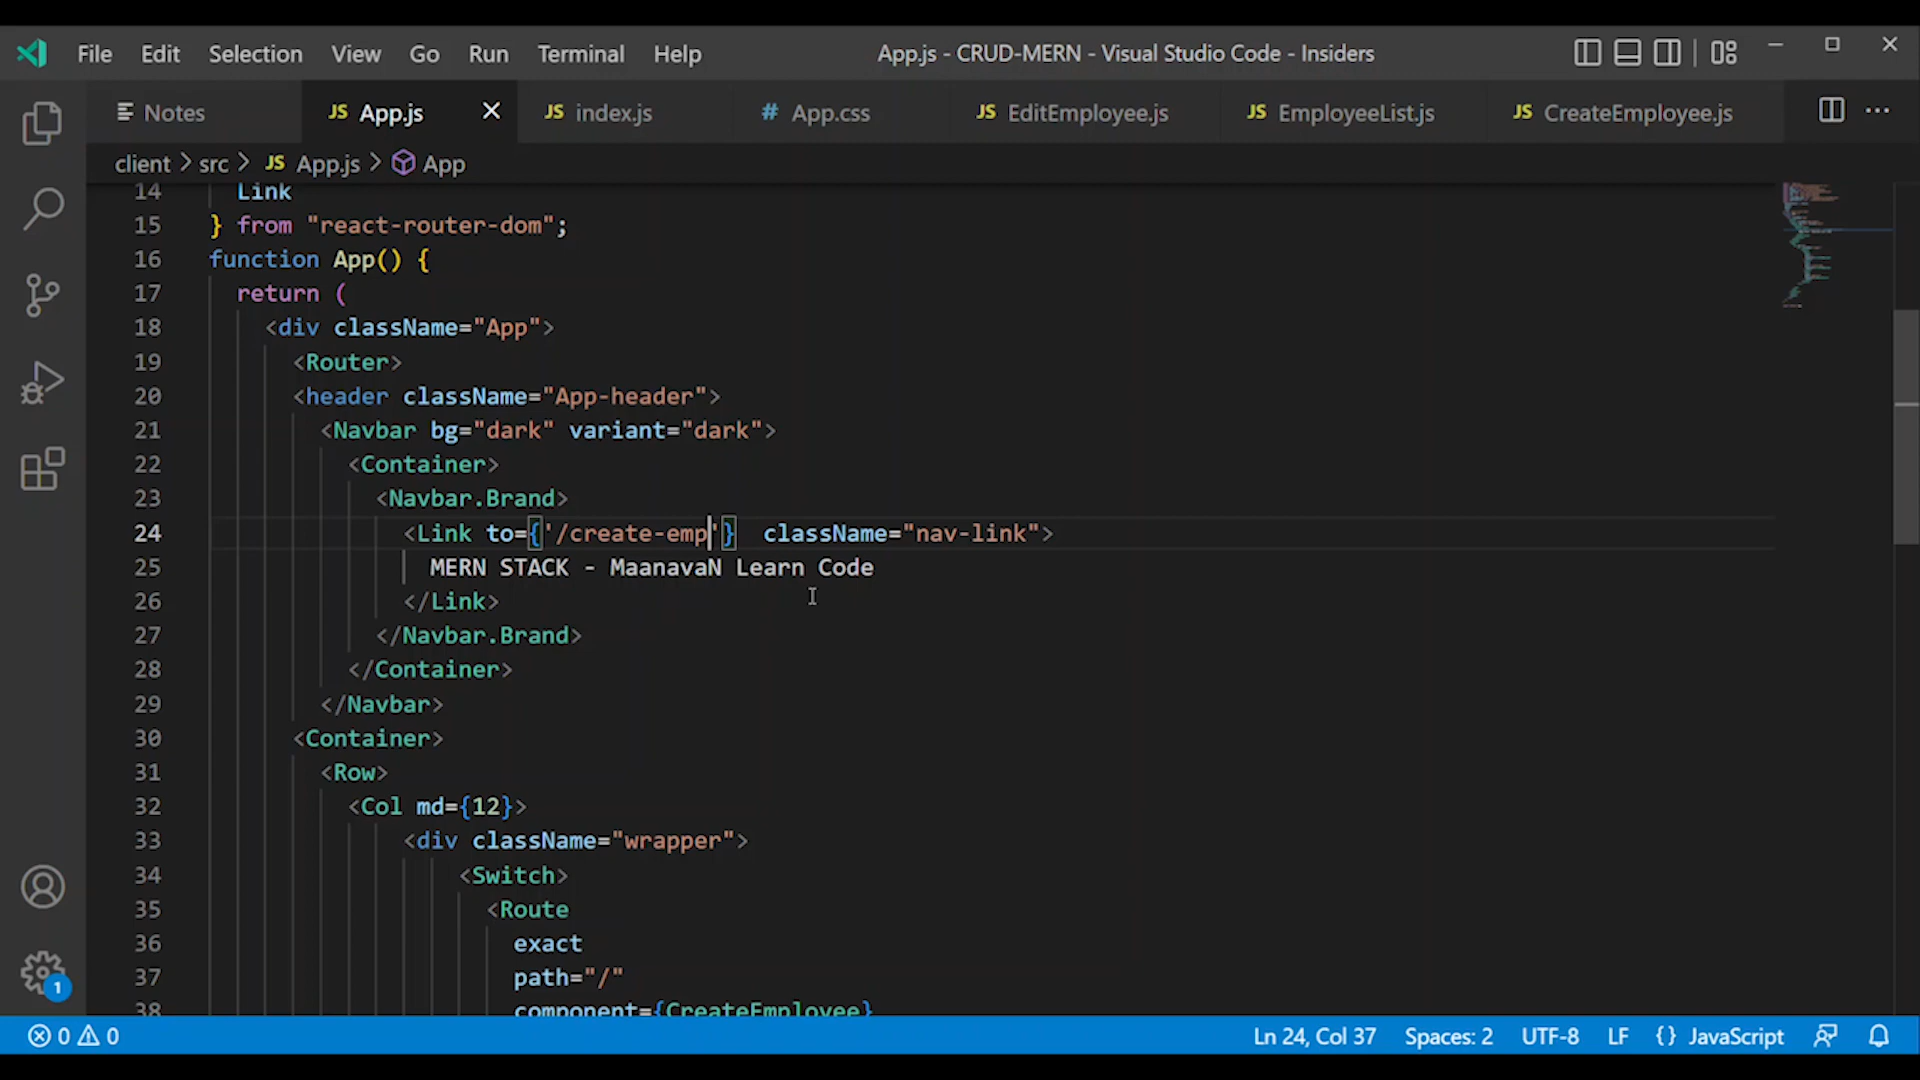 File Edit Selection View Go Run Terminal Help App.js - CRUD-MERN - Visual Studio Code - Insiders
Notes JS App.js JS index.js # App.css JS EditEmployee.js JS EmployeeList.js JS CreateEmployee.js
client > src > JS App.js > App
14 Link
15 } from "react-router-dom";
16 function App() {
17 return (
18 <div className="App">
19 <Router>
20 <header className="App-header">
21 <Navbar bg="dark" variant="dark">
22 <Container>
23 <Navbar.Brand>
24 <Link to={'/create-emp'} className="nav-link">
25 MERN STACK - MaanavaN Learn Code
26 </Link>
27 </Navbar.Brand>
28 </Container>
29 </Navbar>
30 <Container>
31 <Row>
32 <Col md={12}>
33 <div className="wrapper">
34 <Switch>
35 <Route
36 exact
37 path="/"
38 component={CreateEmployee}
1
0 0 Ln 24, Col 37 Spaces: 2 UTF-8 LF {} JavaScript